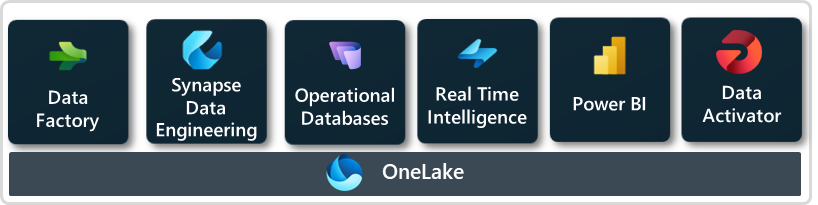 Data
Factory
Synapse
Data
Engineering
Operational
Databases
Real Time
Intelligence
Power BI
Data
Activator
OneLake